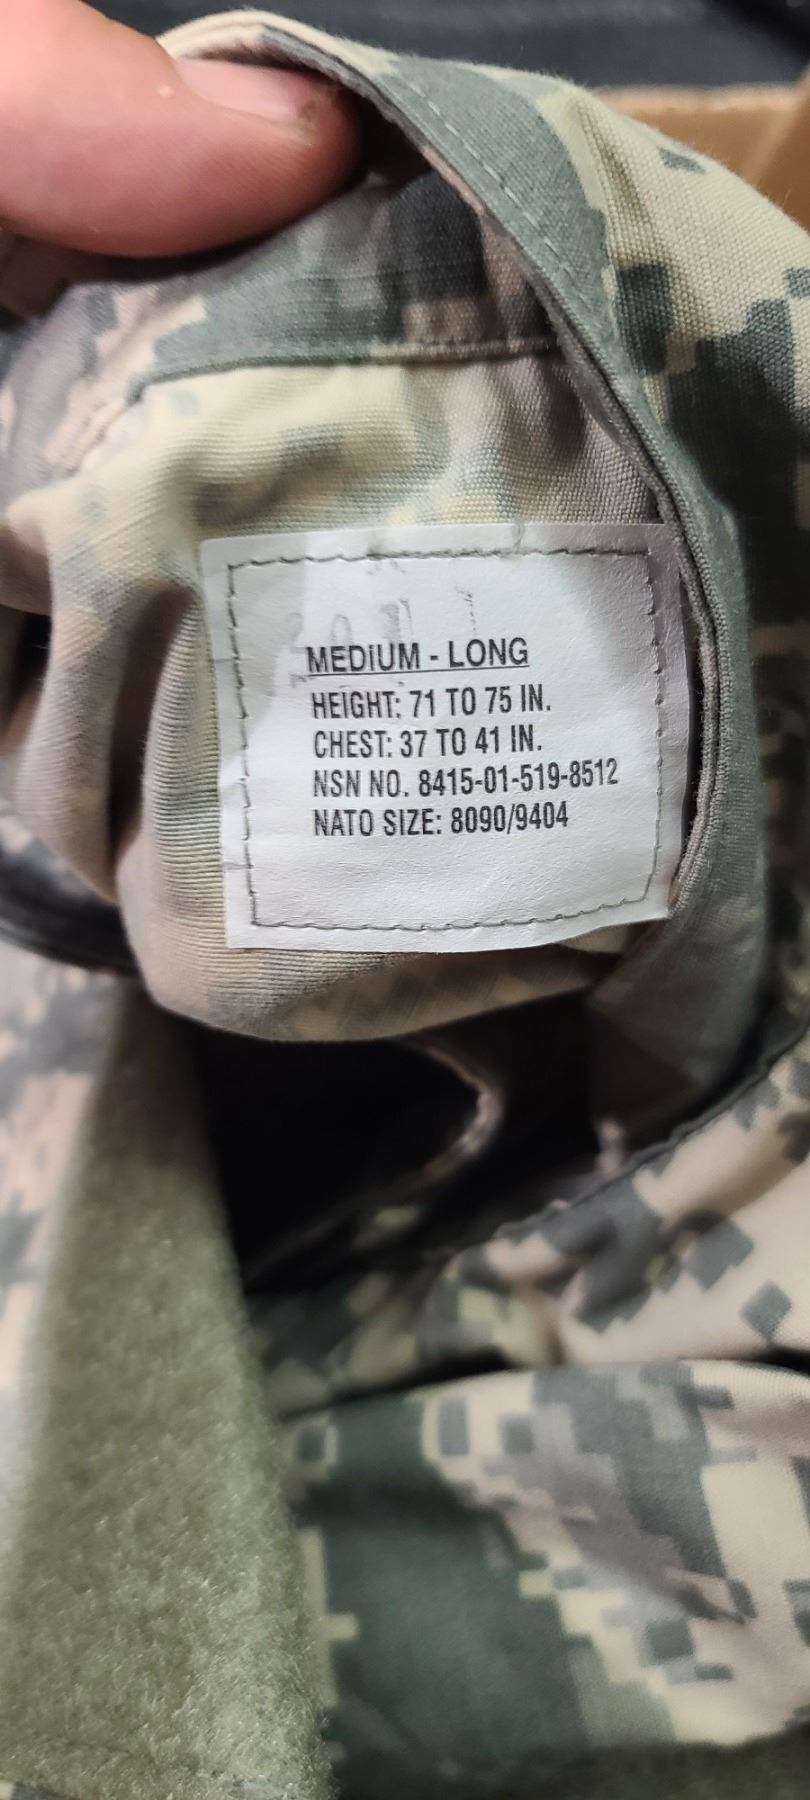 MEDIUM - LONG
HEIGHT: 71 TO 75 IN.
CHEST: 37 TO 41 IN.
NSN NO. 8415-01-519-8512
NATO SIZE: 8090/9404